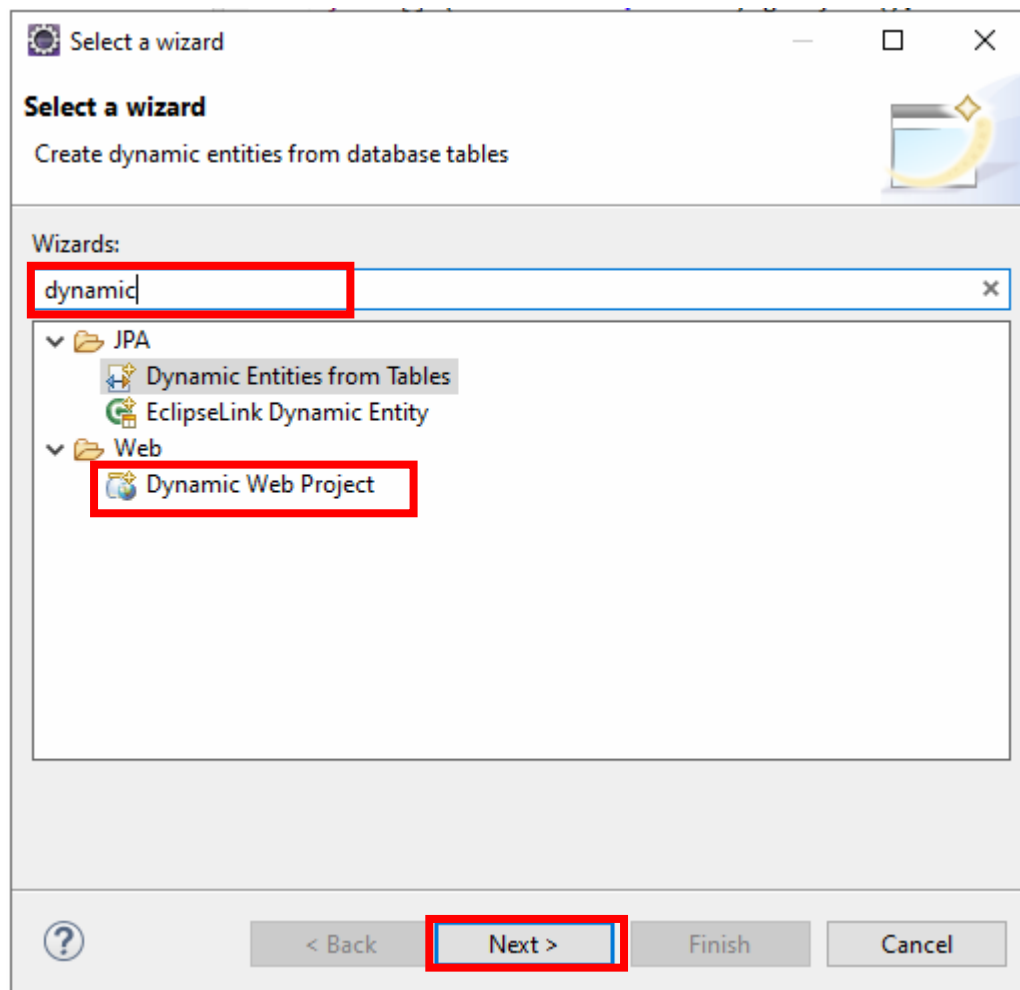 Select a wizard
Select a wizard
Create dynamic entities from database tables
Wizards:
dynamic
JPA
Dynamic Entities from Tables
EclipseLink Dynamic Entity
Web
Dynamic Web Project
< Back Next > Finish Cancel